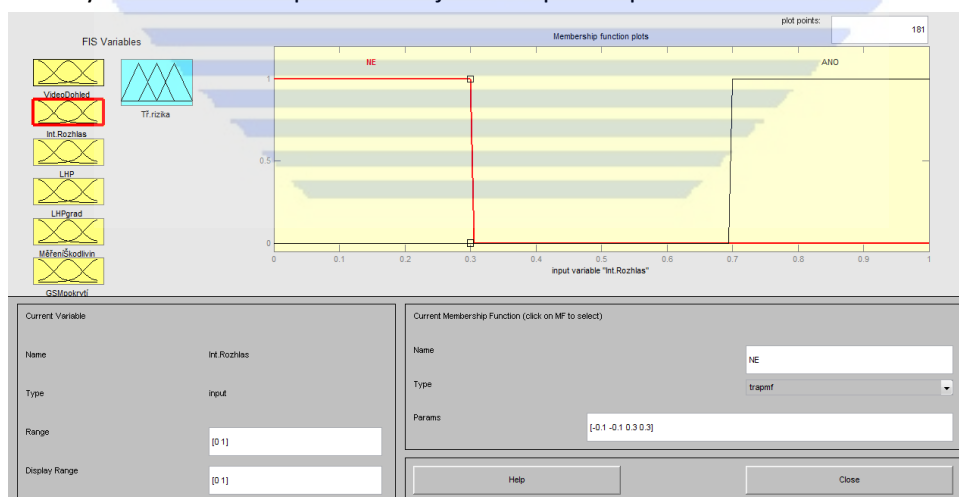 plot points:
181
FIS Variables
Membership function plots
NE
ANO
VideoDohled
Tř.rizika
Int.Rozhlas
LHP
LHPgrad
MěřeníŠkodlivin
GSMpokrytí
1
0.5
0
0 0.1 0.2 0.3 0.4 0.5 0.6 0.7 0.8 0.9 1
input variable "Int.Rozhlas"
Current Variable
Name Int.Rozhlas
Type input
Range [0 1]
Display Range [0 1]
Current Membership Function (click on MF to select)
Name NE
Type trapmf
Params [-0.1 -0.1 0.3 0.3]
Help
Close